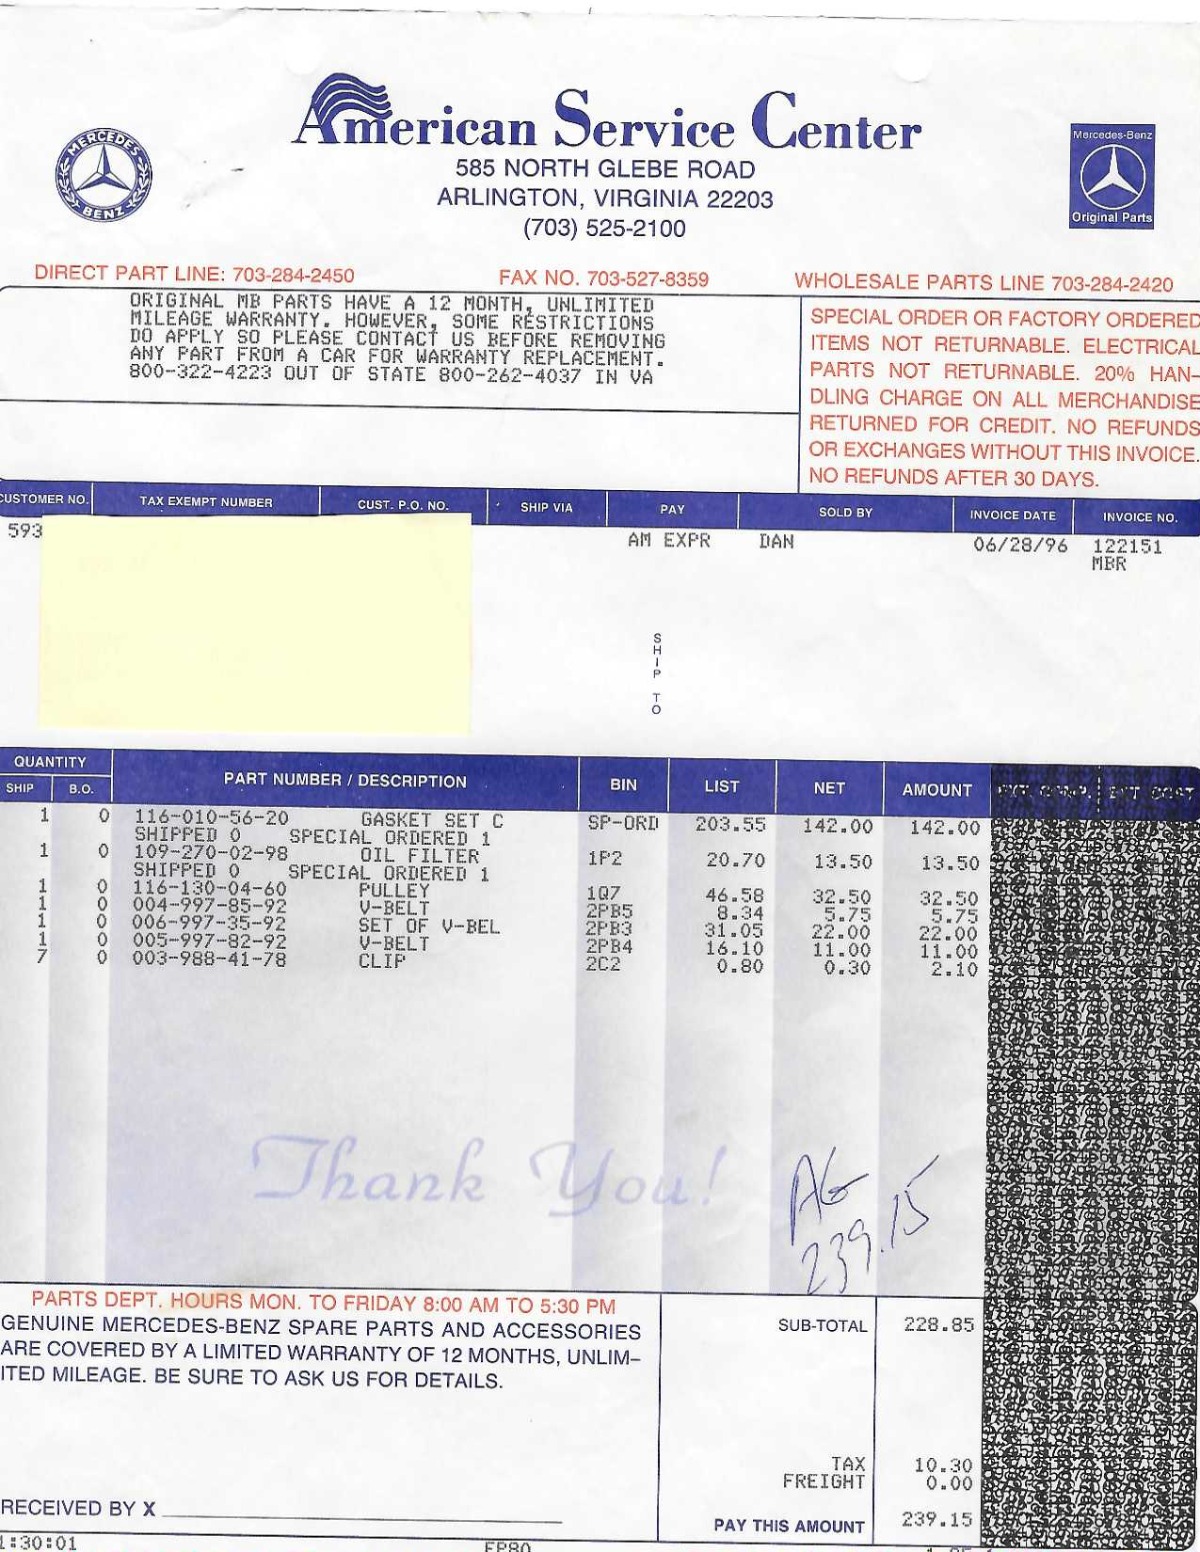 American Service Center
585 NORTH GLEBE ROAD
ARLINGTON, VIRGINIA 22203
(703) 525-2100
MERCEDES
BENZ
Mercedes-Benz
Original Parts
DIRECT PART LINE: 703-284-2450 FAX NO. 703-527-8359 WHOLESALE PARTS LINE 703-284-2420
ORIGINAL MB PARTS HAVE A 12 MONTH, UNLIMITED
MILEAGE WARRANTY. HOWEVER, SOME RESTRICTIONS
DO APPLY SO PLEASE CONTACT US BEFORE REMOVING
ANY PART FROM A CAR FOR WARRANTY REPLACEMENT.
800-322-4223 OUT OF STATE 800-262-4037 IN VA
SPECIAL ORDER OR FACTORY ORDERED
ITEMS NOT RETURNABLE. ELECTRICAL
PARTS NOT RETURNABLE. 20% HAN-
DLING CHARGE ON ALL MERCHANDISE
RETURNED FOR CREDIT. NO REFUNDS
OR EXCHANGES WITHOUT THIS INVOICE.
NO REFUNDS AFTER 30 DAYS.
CUSTOMER NO. TAX EXEMPT NUMBER CUST. P.O. NO. SHIP VIA PAY SOLD BY INVOICE DATE INVOICE NO.
593 AM EXPR DAN 06/28/96 122151
MBR
SHIP TO
QUANTITY
SHIP B.O. PART NUMBER / DESCRIPTION BIN LIST NET AMOUNT
1 0 116-010-56-20 GASKET SET C SP-ORD 203.55 142.00 142.00
SHIPPED 0 SPECIAL ORDERED 1
1 0 109-270-02-98 OIL FILTER 1P2 20.70 13.50 13.50
SHIPPED 0 SPECIAL ORDERED 1
1 0 116-130-04-60 PULLEY 1Q7 46.58 32.50 32.50
1 0 004-997-85-92 V-BELT 2PB5 8.34 5.75 5.75
1 0 006-997-35-92 SET OF V-BEL 2PB3 31.05 22.00 22.00
1 0 005-997-82-92 V-BELT 2PB4 16.10 11.00 11.00
7 0 003-988-41-78 CLIP 2C2 0.80 0.30 2.10
Thank You!
239.15
PARTS DEPT. HOURS MON. TO FRIDAY 8:00 AM TO 5:30 PM
GENUINE MERCEDES-BENZ SPARE PARTS AND ACCESSORIES
ARE COVERED BY A LIMITED WARRANTY OF 12 MONTHS, UNLIM-
ITED MILEAGE. BE SURE TO ASK US FOR DETAILS.
SUB-TOTAL 228.85
TAX 10.30
FREIGHT 0.00
RECEIVED BY X
PAY THIS AMOUNT 239.15
1:30:01